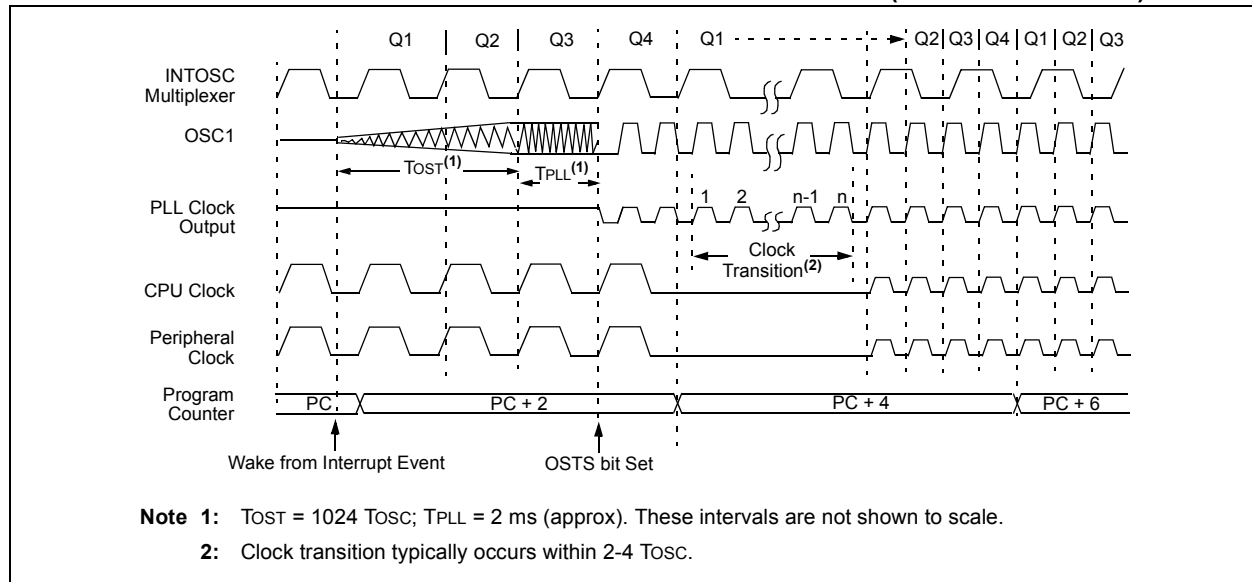 Q1 Q2 Q3 Q4 Q1 Q2 Q3 Q4 Q1 Q2 Q3
INTOSC
Multiplexer
OSC1
TOST(1)
TPLL(1)
1 2 n-1 n
PLL Clock
Output
Clock
Transition(2)
CPU Clock
Peripheral
Clock
Program
Counter
PC PC + 2 PC + 4 PC + 6
Wake from Interrupt Event OSTS bit Set
Note 1: TOST = 1024 TOSC; TPLL = 2 ms (approx). These intervals are not shown to scale.
2: Clock transition typically occurs within 2-4 TOSC.